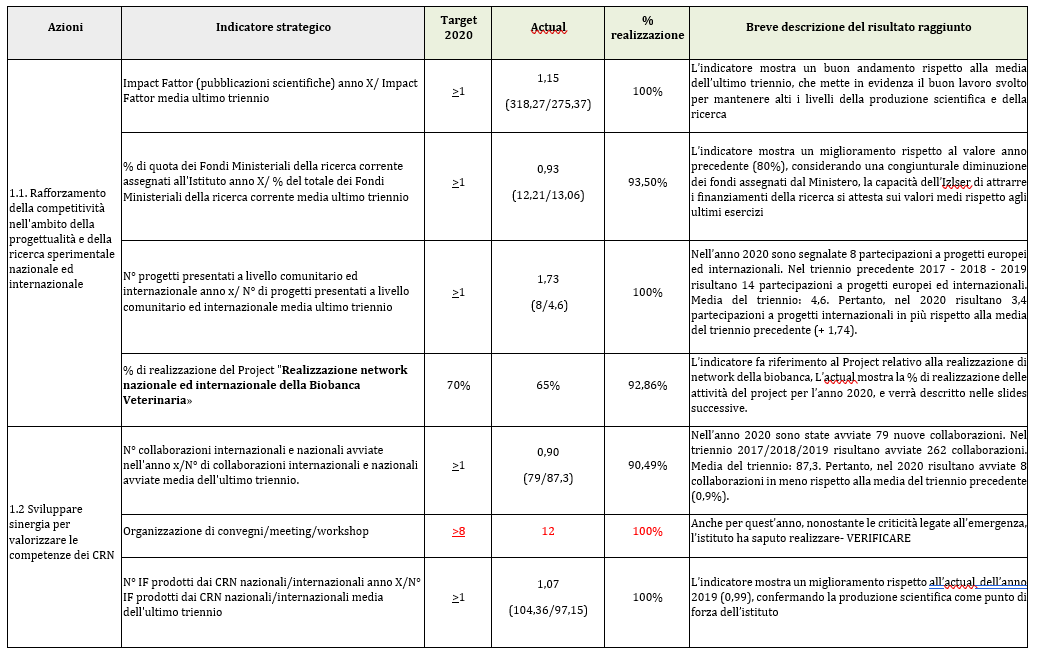 Azioni
Indicatore strategico
Target
2020
Actual
%
realizzazione
Breve descrizione del risultato raggiunto
1.1. Rafforzamento
della competitività
nell'ambito della
progettualità e della
ricerca sperimentale
nazionale ed
internazionale
Impact Fattor (pubblicazioni scientifiche) anno X/ Impact
Fattor media ultimo triennio
≥1
1,15
(318,27/275,37)
100%
L'indicatore mostra un buon andamento rispetto alla media
dell'ultimo triennio, che mette in evidenza il buon lavoro svolto
per mantenere alti i livelli della produzione scientifica e della
ricerca
% di quota dei Fondi Ministeriali della ricerca corrente
assegnati all'Istituto anno X/ % del totale dei Fondi
Ministeriali della ricerca corrente media ultimo triennio
≥1
0,93
(12,21/13,06)
93,50%
L'indicatore mostra un miglioramento rispetto al valore anno
precedente (80%), considerando una congiunturale diminuzione
dei fondi assegnati dal Ministero, la capacità dell'Izlser di attrarre
i finanziamenti della ricerca si attesta sui valori medi rispetto agli
ultimi esercizi
N° progetti presentati a livello comunitario ed
internazionale anno x/ N° di progetti presentati a livello
comunitario ed internazionale media ultimo triennio
≥1
1,73
(8/4,6)
100%
Nell'anno 2020 sono segnalate 8 partecipazioni a progetti europei
ed internazionali. Nel triennio precedente 2017 - 2018 - 2019
risultano 14 partecipazioni a progetti europei ed internazionali.
Media del triennio: 4,6. Pertanto, nel 2020 risultano 3,4
partecipazioni a progetti internazionali in più rispetto alla media
del triennio precedente (+ 1,74).
% di realizzazione del Project "Realizzazione network
nazionale ed internazionale della Biobanca
Veterinaria»
70%
65%
92,86%
L'indicatore fa riferimento al Project relativo alla realizzazione di
network della biobanca, L'actual mostra la % di realizzazione delle
attività del project per l'anno 2020, e verrà descritto nelle slides
successive.
1.2 Sviluppare
sinergia per
valorizzare le
competenze dei CRN
N° collaborazioni internazionali e nazionali avviate
nell'anno x/N° di collaborazioni internazionali e nazionali
avviate media dell'ultimo triennio.
≥1
0,90
(79/87,3)
90,49%
Nell'anno 2020 sono state avviate 79 nuove collaborazioni. Nel
triennio 2017/2018/2019 risultano avviate 262 collaborazioni.
Media del triennio: 87,3. Pertanto, nel 2020 risultano avviate 8
collaborazioni in meno rispetto alla media del triennio precedente
(0,9%).
Organizzazione di convegni/meeting/workshop
≥8
12
100%
Anche per quest'anno, nonostante le criticità legate all'emergenza,
l'istituto ha saputo realizzare- VERIFICARE
N° IF prodotti dai CRN nazionali/internazionali anno X/N°
IF prodotti dai CRN nazionali/internazionali media
dell'ultimo triennio
≥1
1,07
(104,36/97,15)
100%
L'indicatore mostra un miglioramento rispetto all'actual dell'anno
2019 (0,99), confermando la produzione scientifica come punto di
forza dell'istituto